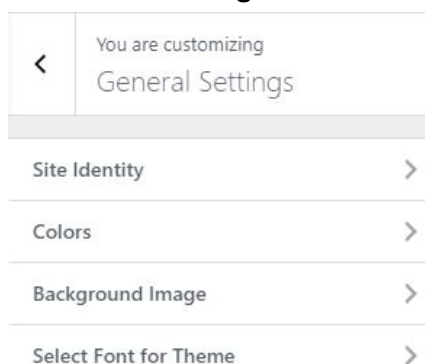 You are customizing
General Settings
Site Identity
Colors
Background Image
Select Font for Theme